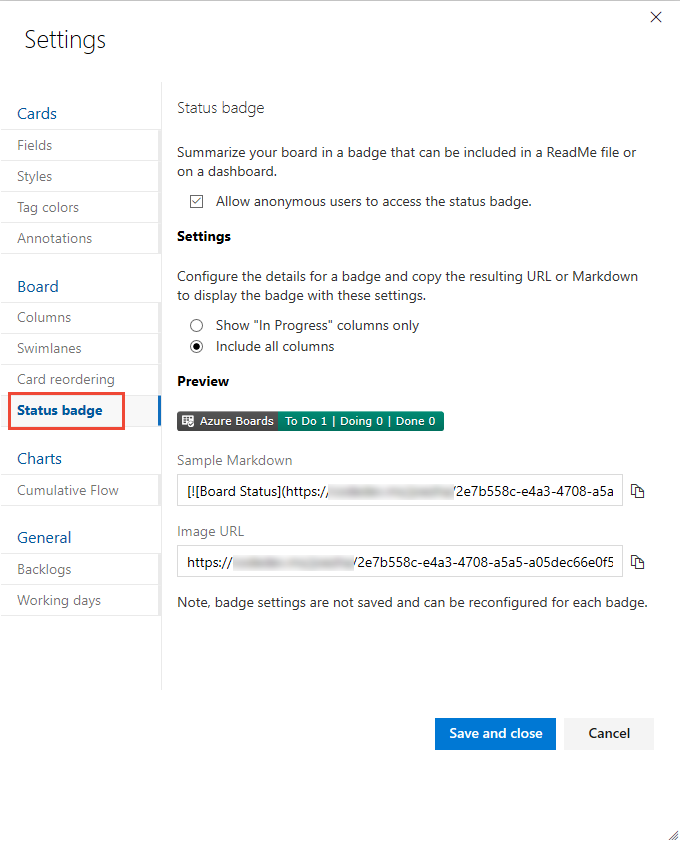 Settings
Cards
Fields
Styles
Tag colors
Annotations
Board
Columns
Swimlanes
Card reordering
Status badge
Charts
Cumulative Flow
General
Backlogs
Working days
Status badge
Summarize your board in a badge that can be included in a ReadMe file or
on a dashboard.
Allow anonymous users to access the status badge.
Settings
Configure the details for a badge and copy the resulting URL or Markdown
to display the badge with these settings.
Show "In Progress" columns only
Include all columns
Preview
Azure Boards To Do 1 | Doing 0 | Done 0
Sample Markdown
[![Board Status](https:// /2e7b558c-e4a3-4708-a5a
Image URL
https:// /2e7b558c-e4a3-4708-a5a5-a05dec66e0f5
Note, badge settings are not saved and can be reconfigured for each badge.
Save and close
Cancel